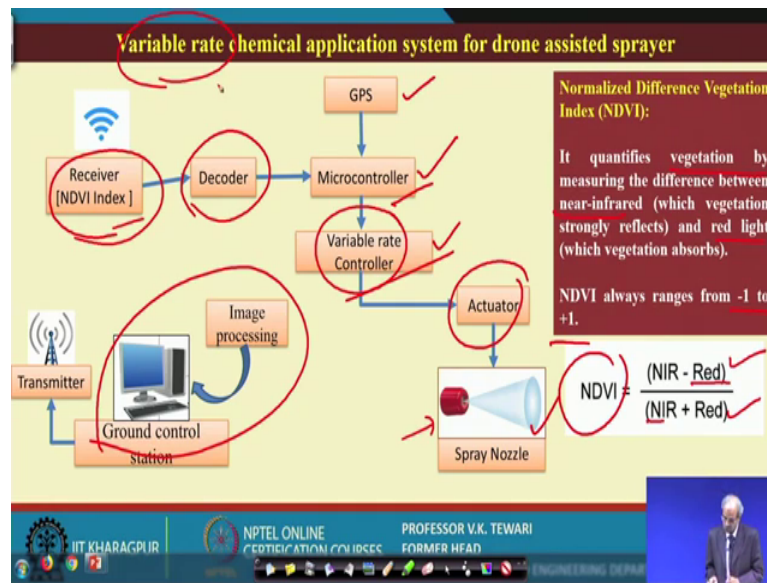 Variable rate chemical application system for drone assisted sprayer
GPS
Receiver
[NDVI Index ]
Decoder
Microcontroller
Variable rate
Controller
Actuator
Spray Nozzle
Image
processing
Transmitter
Ground control
station
Normalized Difference Vegetation
Index (NDVI):
It quantifies vegetation by
measuring the difference between
near-infrared (which vegetation
strongly reflects) and red light
(which vegetation absorbs).
NDVI always ranges from -1 to
+1.
NDVI = (NIR - Red)
(NIR + Red)
IIT KHARAGPUR
NPTEL ONLINE
CERTIFICATION COURSES
PROFESSOR V.K. TEWARI
FORMER HEAD
ENGINEERING